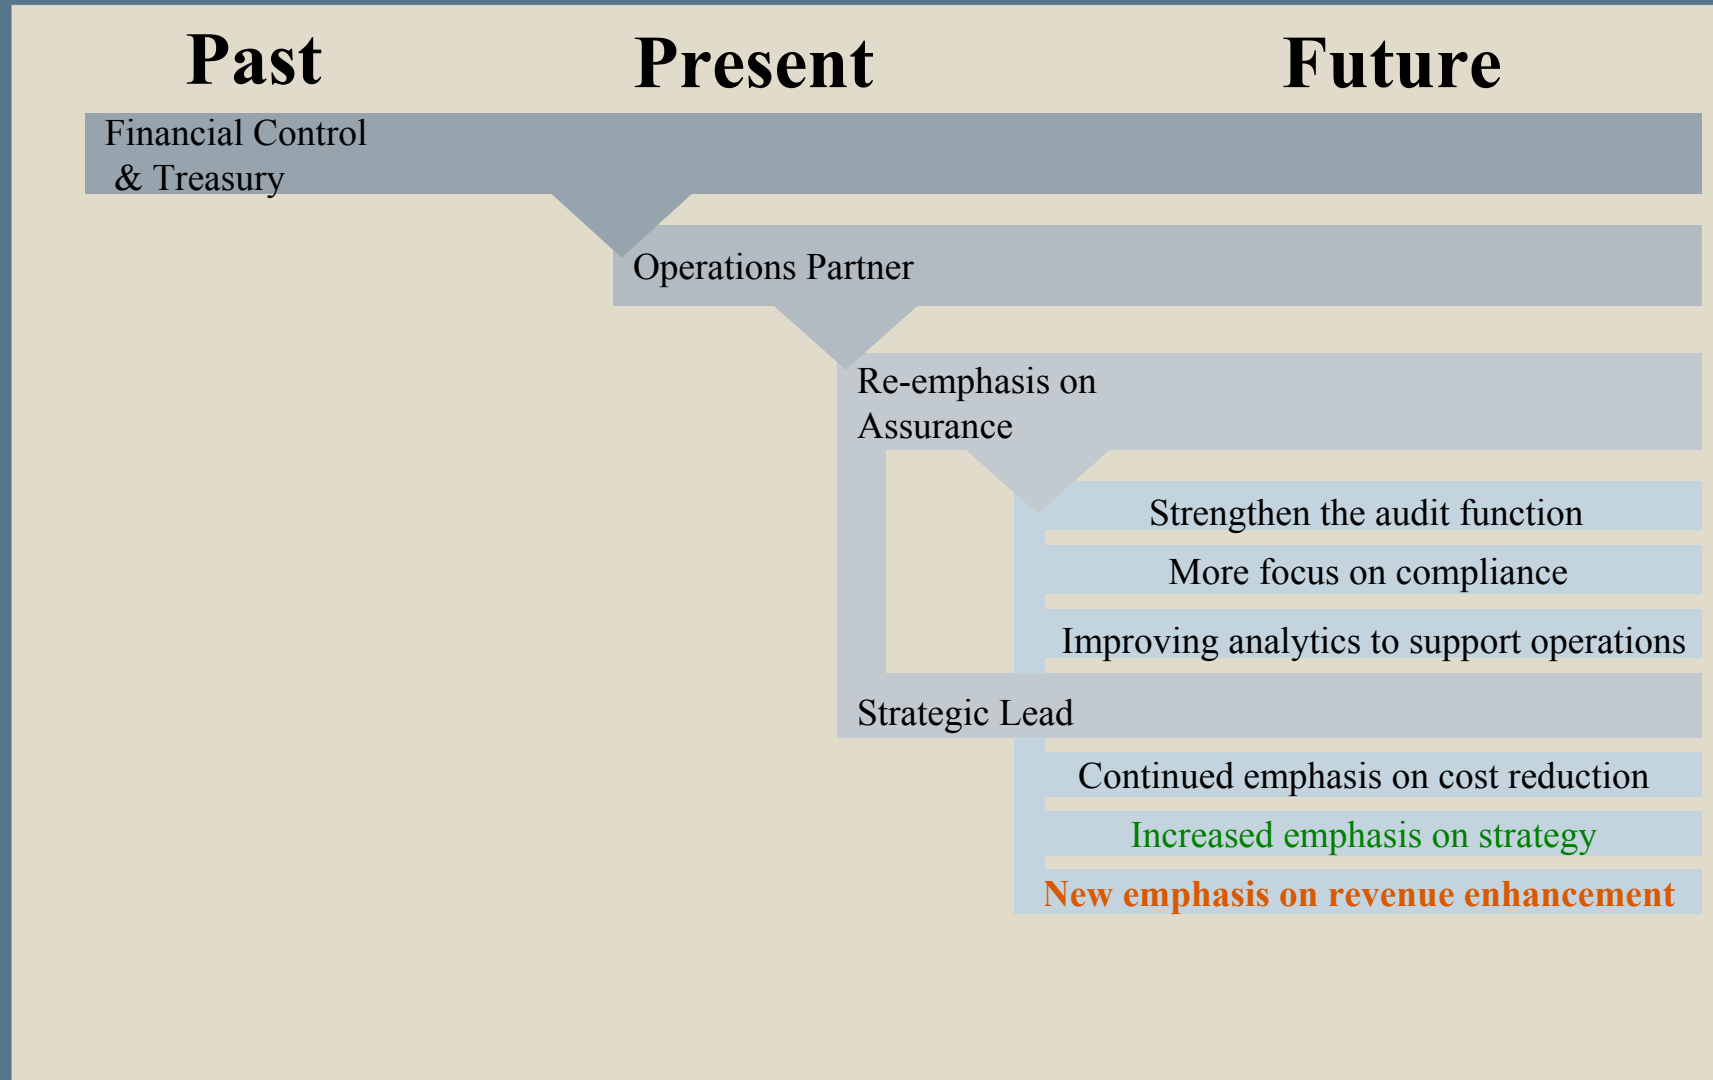 Past
Present
Future
Financial Control
& Treasury
Operations Partner
Re-emphasis on
Assurance
Strengthen the audit function
More focus on compliance
Improving analytics to support operations
Strategic Lead
Continued emphasis on cost reduction
Increased emphasis on strategy
New emphasis on revenue enhancement